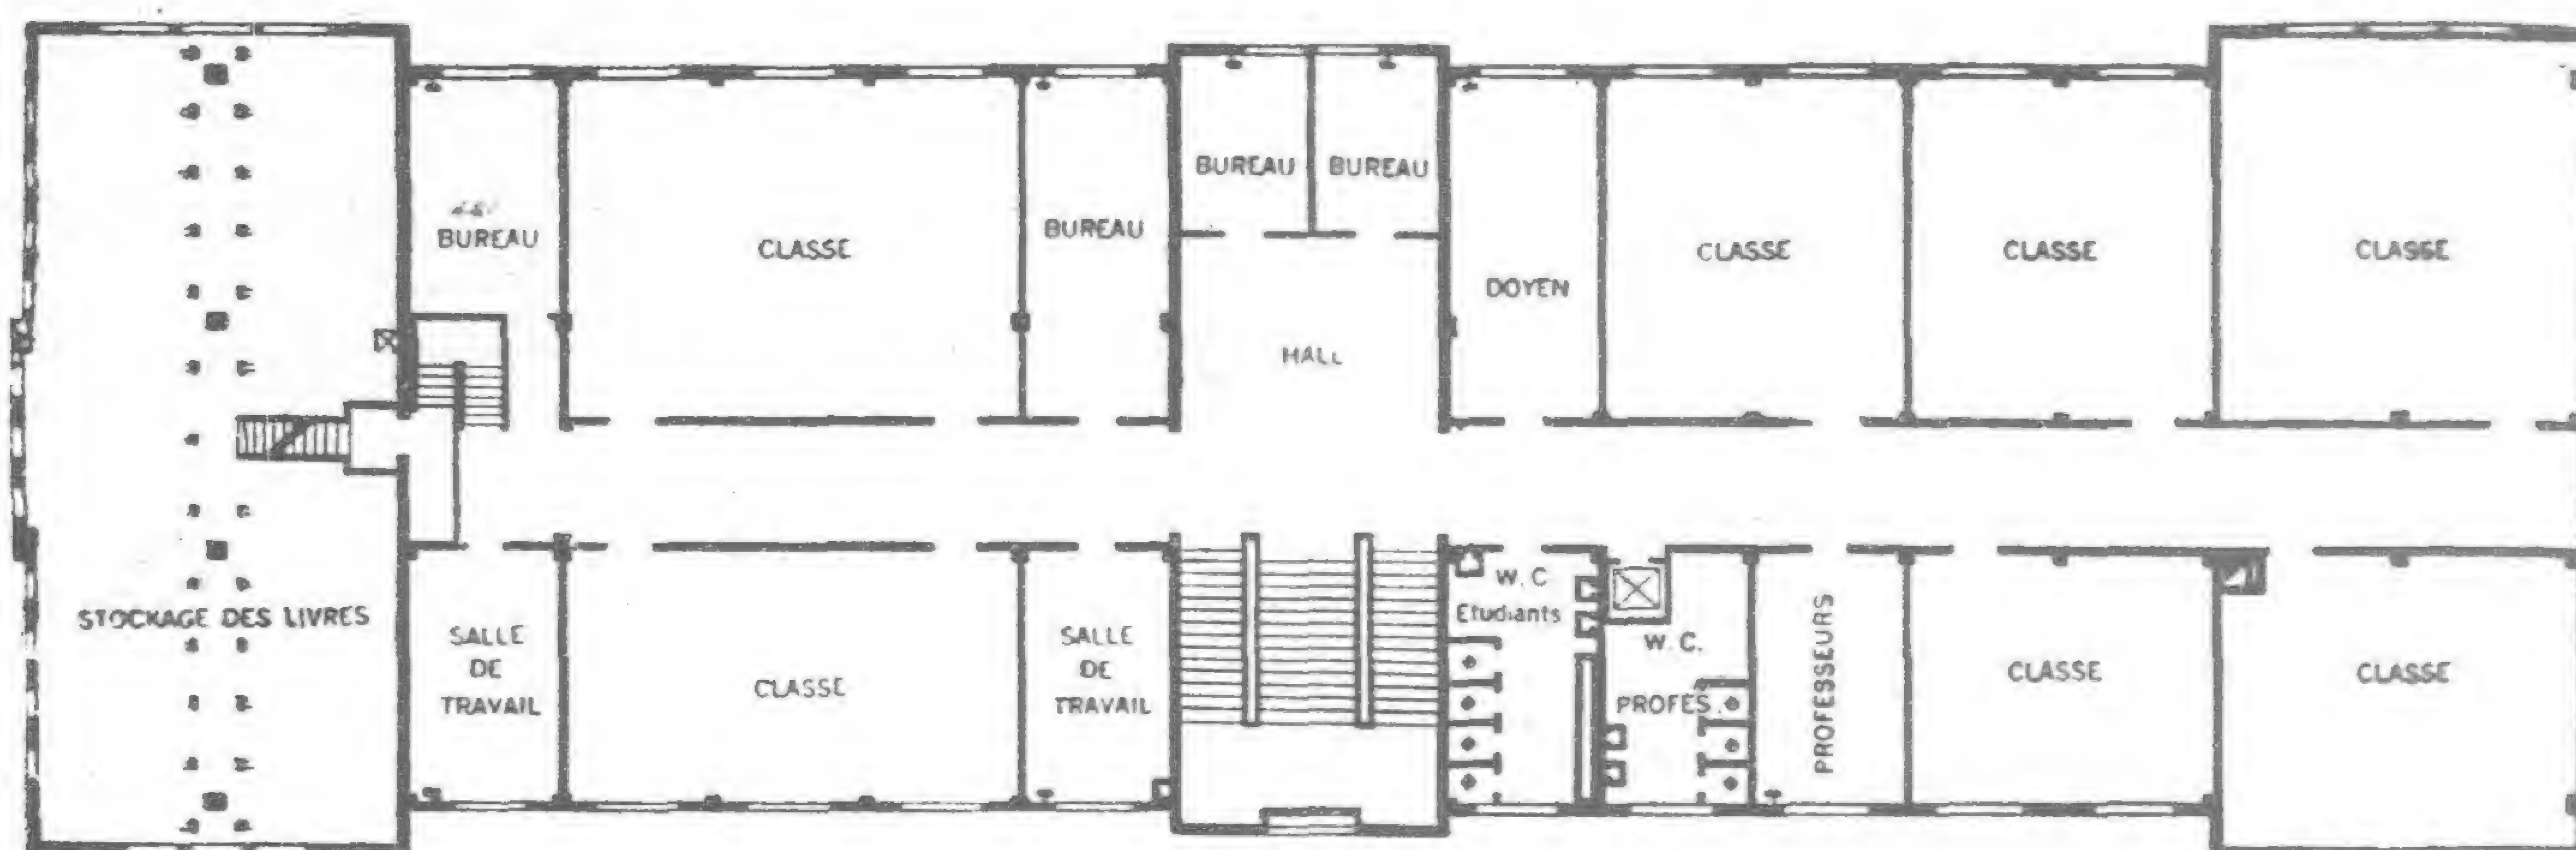 BUREAU
CLASSE
BUREAU
BUREAU
BUREAU
HALL
DOYEN
CLASSE
CLASSE
CLASSE
STOCKAGE DES LIVRES
SALLE
DE
TRAVAIL
CLASSE
SALLE
DE
TRAVAIL
W.C
Etudiants
W.C.
PROFES.
PROFESSEURS
CLASSE
CLASSE